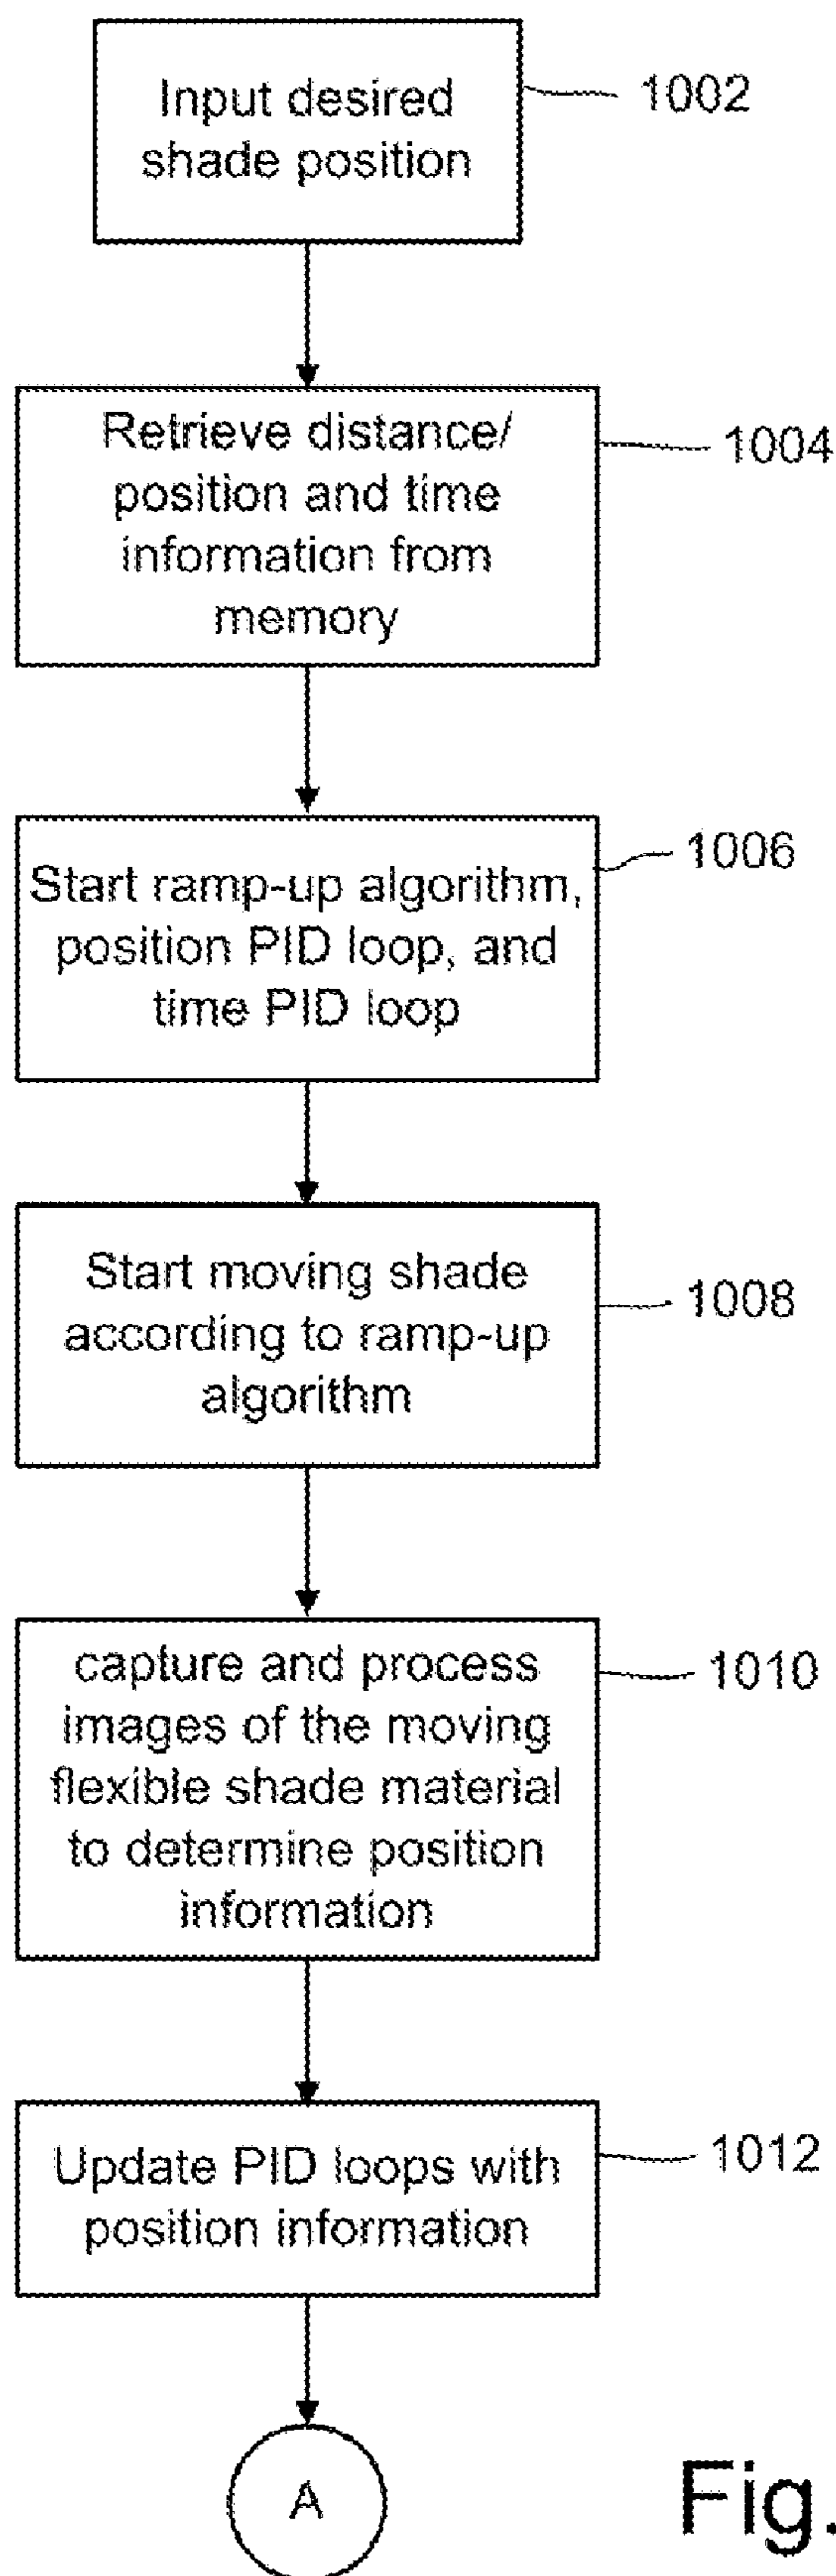 Input desired
shade position
1002
Retrieve distance/
position and time
information from
memory
1004
Start ramp-up algorithm,
position PID loop, and
time PID loop
1006
Start moving shade
according to ramp-up
algorithm
1008
capture and process
images of the moving
flexible shade material
to determine position
information
1010
Update PID loops with
position information
1012
A
Fig.